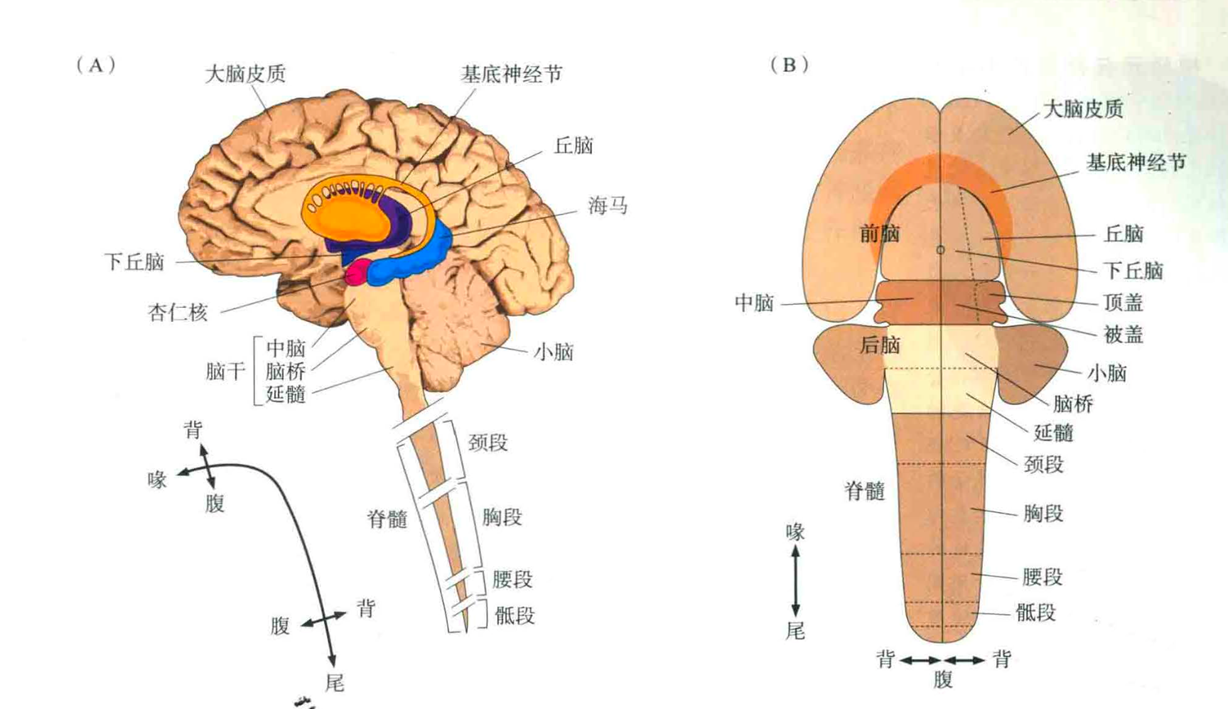 （A）
大脑皮质
基底神经节
丘脑
海马
下丘脑
杏仁核
脑干
中脑
脑桥
延髓
小脑
背
喙
腹
颈段
脊髓
胸段
腰段
骶段
腹
背
尾
（B）
大脑皮质
基底神经节
前脑
丘脑
下丘脑
中脑
顶盖
被盖
后脑
小脑
脑桥
延髓
颈段
脊髓
胸段
喙
腰段
骶段
尾
背
背
腹